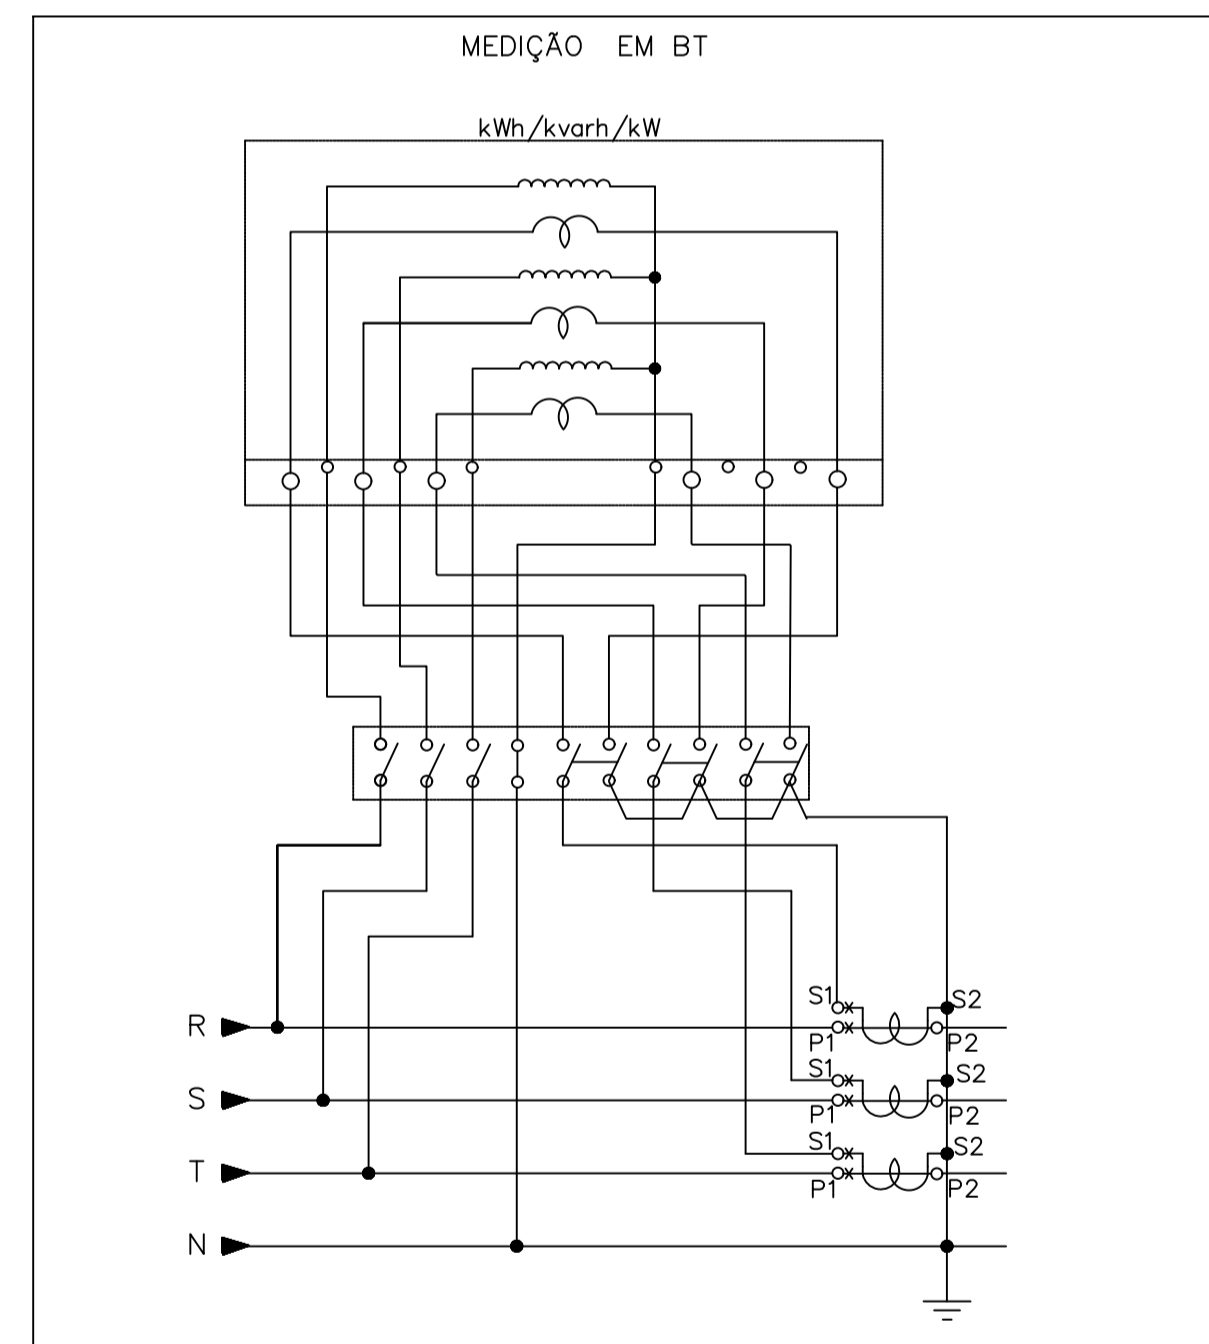 MEDIÇÃO EM BT
kWh/kvarh/kW
S1 S2
R P1 P2
S1 S2
S P1 P2
S1 S2
T P1 P2
N